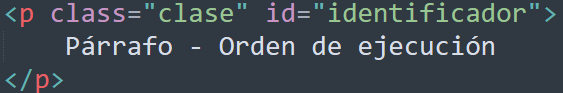 <p class="clase" id="identificador">
Párrafo - Orden de ejecución
</p>